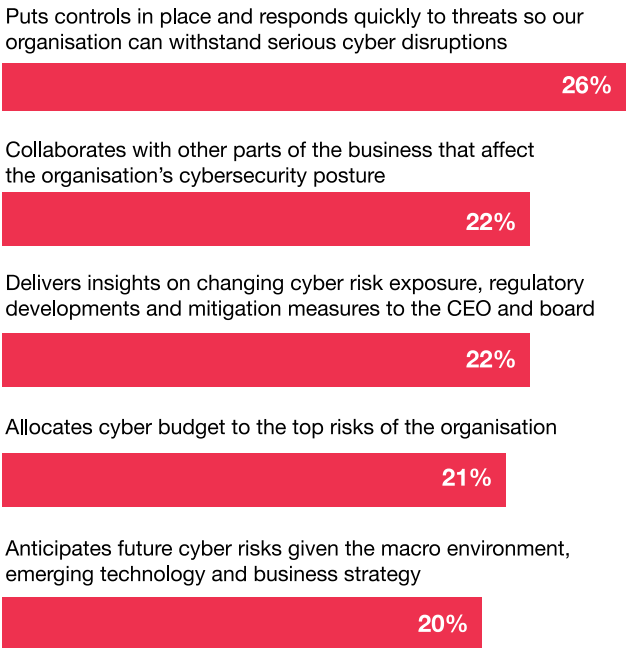 Puts controls in place and responds quickly to threats so our
organisation can withstand serious cyber disruptions
26%
Collaborates with other parts of the business that affect
the organisation's cybersecurity posture
22%
Delivers insights on changing cyber risk exposure, regulatory
developments and mitigation measures to the CEO and board
22%
Allocates cyber budget to the top risks of the organisation
21%
Anticipates future cyber risks given the macro environment,
emerging technology and business strategy
20%